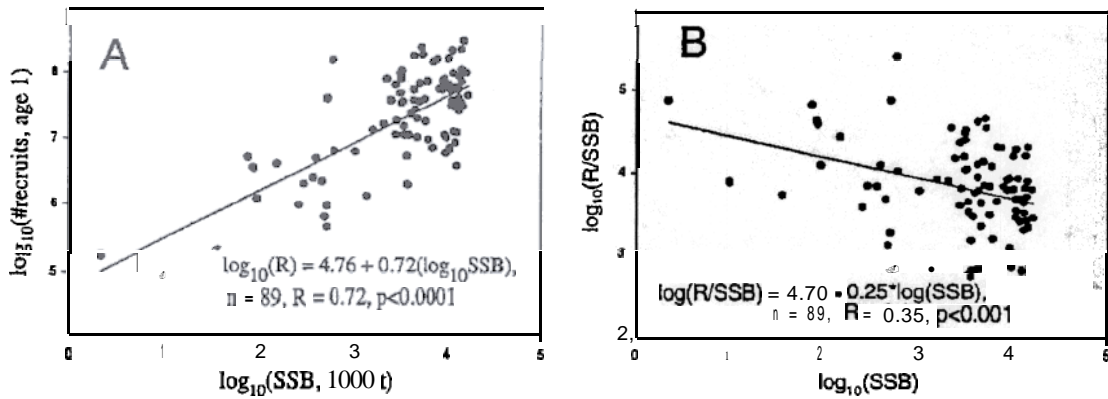 A
log10(#recruits, age 1)
8
7
6
5
log10(R) = 4.76 + 0.72(log10SSB),
n = 89, R = 0.72, p<0.0001
0 1 2 3 4 5
log10(SSB, 1000 t)
B
log10(R/SSB)
5
4
3
2,
log(R/SSB) = 4.70 - 0.25*log(SSB),
n = 89, R = 0.35, p<0.001
0 1 2 3 4 5
log10(SSB)